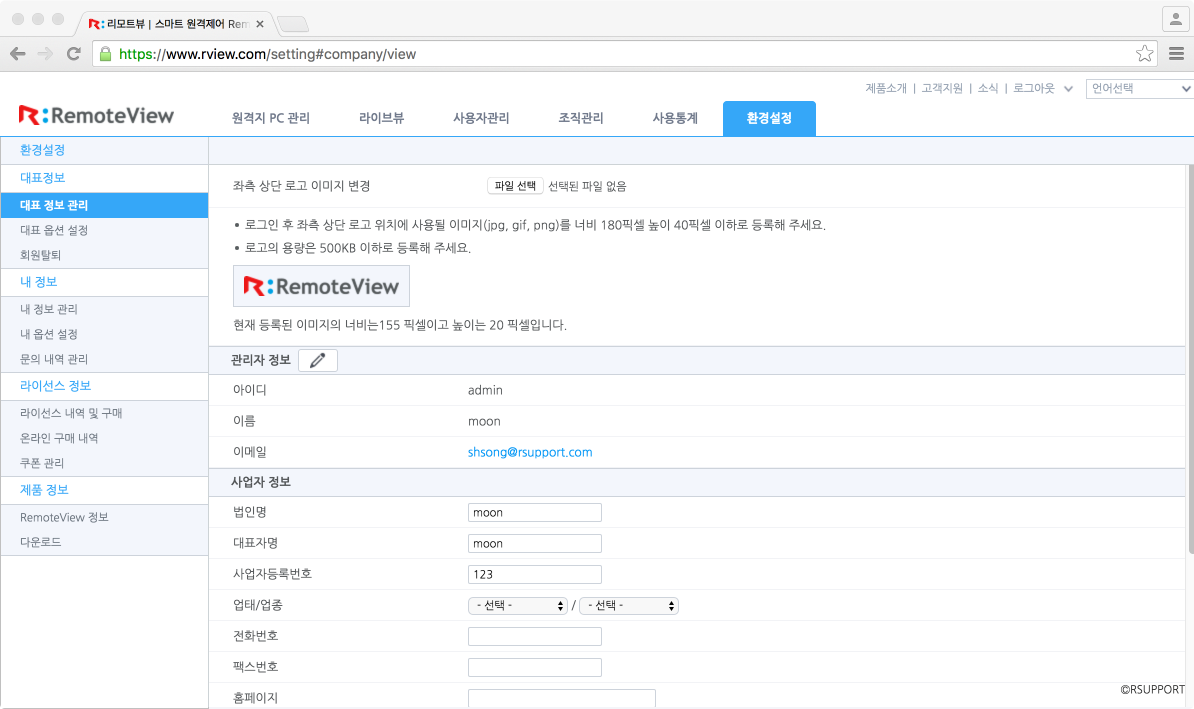 리모트뷰 | 스마트 원격제어 Rem
https://www.rview.com/setting#company/view
제품소개 | 고객지원 | 소식 | 로그아웃 언어선택
R:RemoteView 원격지 PC 관리 라이브뷰 사용자관리 조직관리 사용통계 환경설정
환경설정
대표정보
대표 정보 관리
대표 옵션 설정
회원탈퇴
내 정보
내 정보 관리
내 옵션 설정
문의 내역 관리
라이선스 정보
라이선스 내역 및 구매
온라인 구매 내역
쿠폰 관리
제품 정보
RemoteView 정보
다운로드
좌측 상단 로고 이미지 변경 파일 선택 선택된 파일 없음
• 로그인 후 좌측 상단 로고 위치에 사용될 이미지(jpg, gif, png)를 너비 180픽셀 높이 40픽셀 이하로 등록해 주세요.
• 로고의 용량은 500KB 이하로 등록해 주세요.
R:RemoteView
현재 등록된 이미지의 너비는155 픽셀이고 높이는 20 픽셀입니다.
관리자 정보
아이디 admin
이름 moon
이메일 shsong@rsupport.com
사업자 정보
법인명 moon
대표자명 moon
사업자등록번호 123
업태/업종 - 선택 - / - 선택 -
전화번호
팩스번호
홈페이지
©RSUPPORT